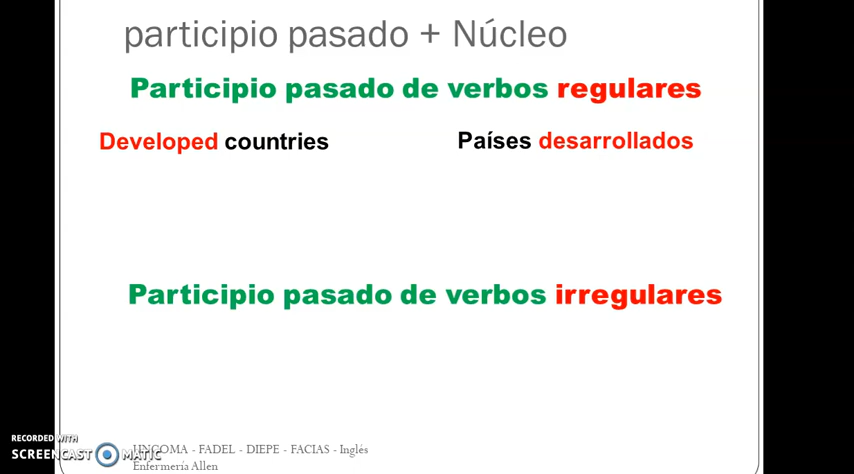 participio pasado + Núcleo
Participio pasado de verbos regulares
Developed countries
Países desarrollados
Participio pasado de verbos irregulares
RECORDED WITH
SCREENCAST MATIC
UNCOMA - FADEL - DIEPE - FACIAS - Inglés
Enfermería Allen